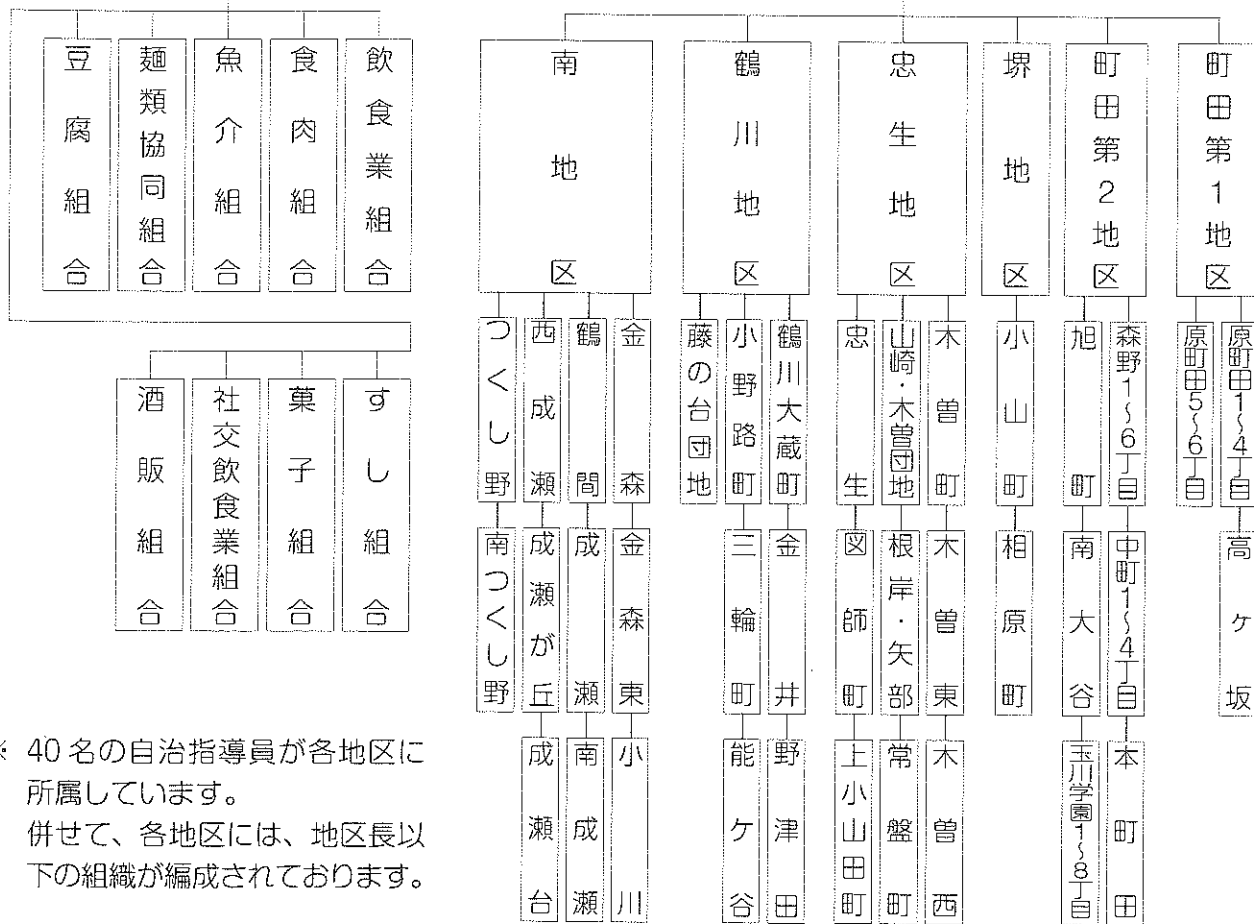 豆腐組合
麺類協同組合
魚介組合
食肉組合
飲食業組合
酒販組合
社交飲食業組合
菓子組合
すし組合
南地区
鶴川地区
忠生地区
堺地区
町田第2地区
町田第1地区
つくし野
西成瀬
鶴間
金森
藤の台団地
小野路町
鶴川大蔵町
忠生
山崎・木曽団地
木曽町
小山町
旭町
森野1~6丁目
原町田5~6丁目
原町田1~4丁目
南つくし野
成瀬が丘
成瀬
金森東
三輪町
金井
図師町
根岸・矢部
木曽東
相原町
南大谷
中町1~4丁目
高ヶ坂
成瀬台
南成瀬
小川
能ケ谷
野津田
上小山田町
常盤町
木曽西
玉川学園1~8丁目
本町田
※ 40名の自治指導員が各地区に
所属しています。
併せて、各地区には、地区長以
下の組織が編成されております。